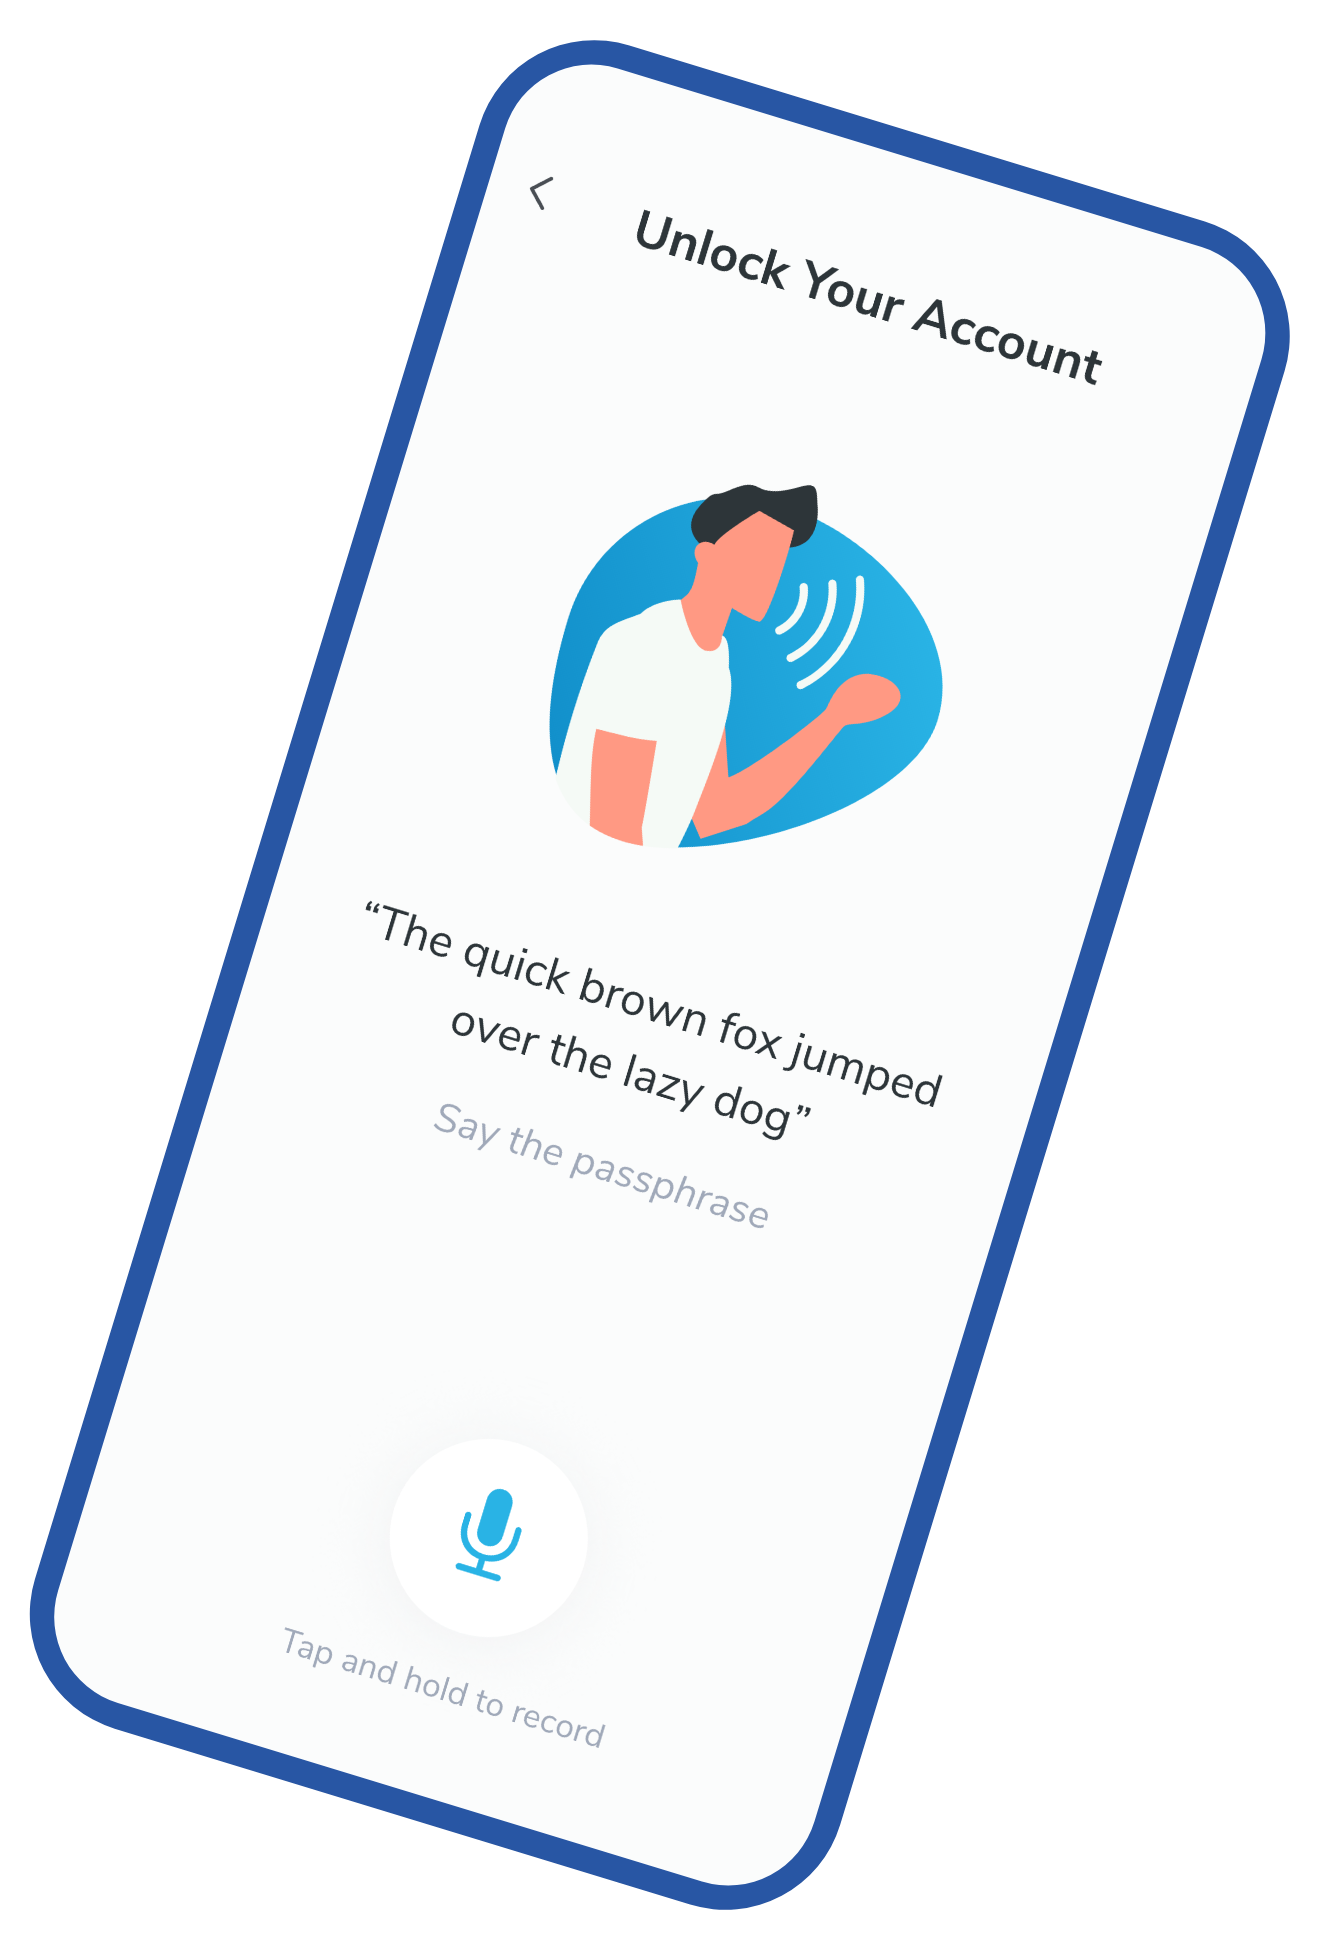 Unlock Your Account
“The quick brown fox jumped
over the lazy dog”
Say the passphrase
Tap and hold to record